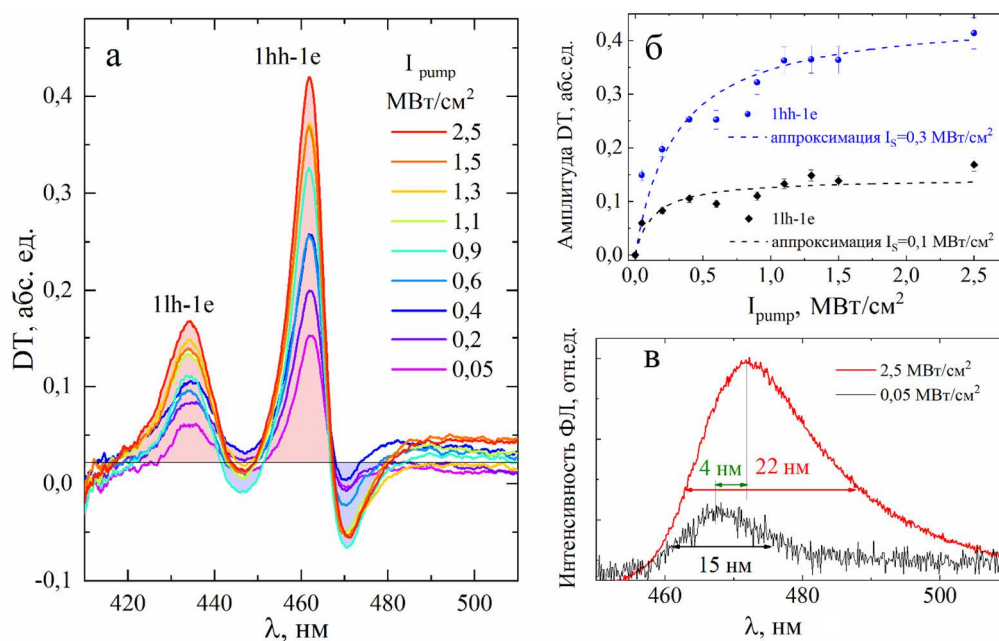 а
1hh-1e
1lh-1e
I pump
МВт/см²
2,5
1,5
1,3
1,1
0,9
0,6
0,4
0,2
0,05
DT, абс. ед.
0,4
0,3
0,2
0,1
0,0
-0,1
420 440 460 480 500
λ, нм
б
Амплитуда DT, абс.ед.
0,4
0,3
0,2
0,1
0,0
1hh-1e
аппроксимация I_S=0,3 МВт/см²
1lh-1e
аппроксимация I_S=0,1 МВт/см²
0,0 0,5 1,0 1,5 2,0 2,5
I_pump, МВт/см²
в
Интенсивность ФЛ, отн.ед.
2,5 МВт/см²
0,05 МВт/см²
4 нм
22 нм
15 нм
460 480 500
λ, нм